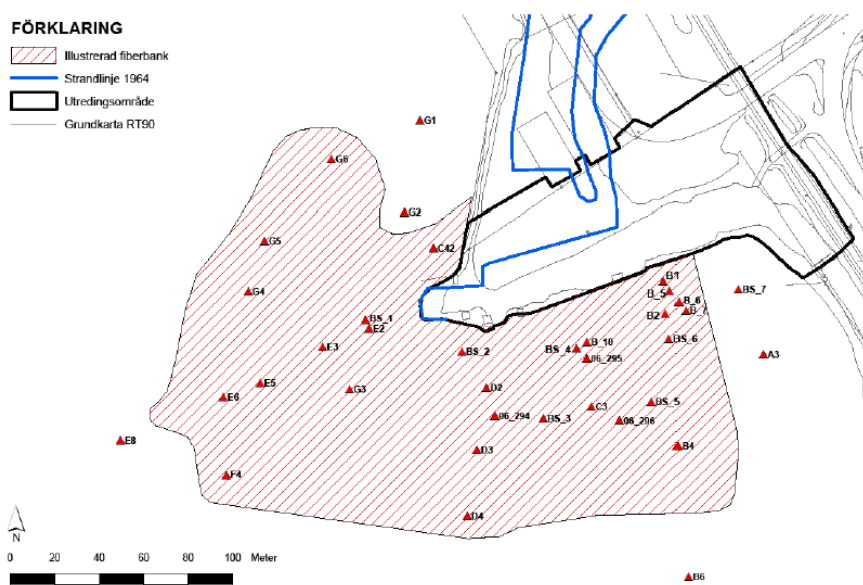 FÖRKLARING
Illustrerad fiberbank
Strandlinje 1964
Utredingsområde
Grundkarta RT90
G1
G6
G2
C42
G5
G4
BS_1
E2
E3
BS_2
G3
E5
E6
E8
F4
D2
06_294
D3
D4
B1
B_5
B_6
B_7
B2
BS_7
BS_6
A3
B_10
BS_4
06_295
BS_3
C3
BS_5
06_296
B4
B6
N
0 20 40 60 80 100 Meter